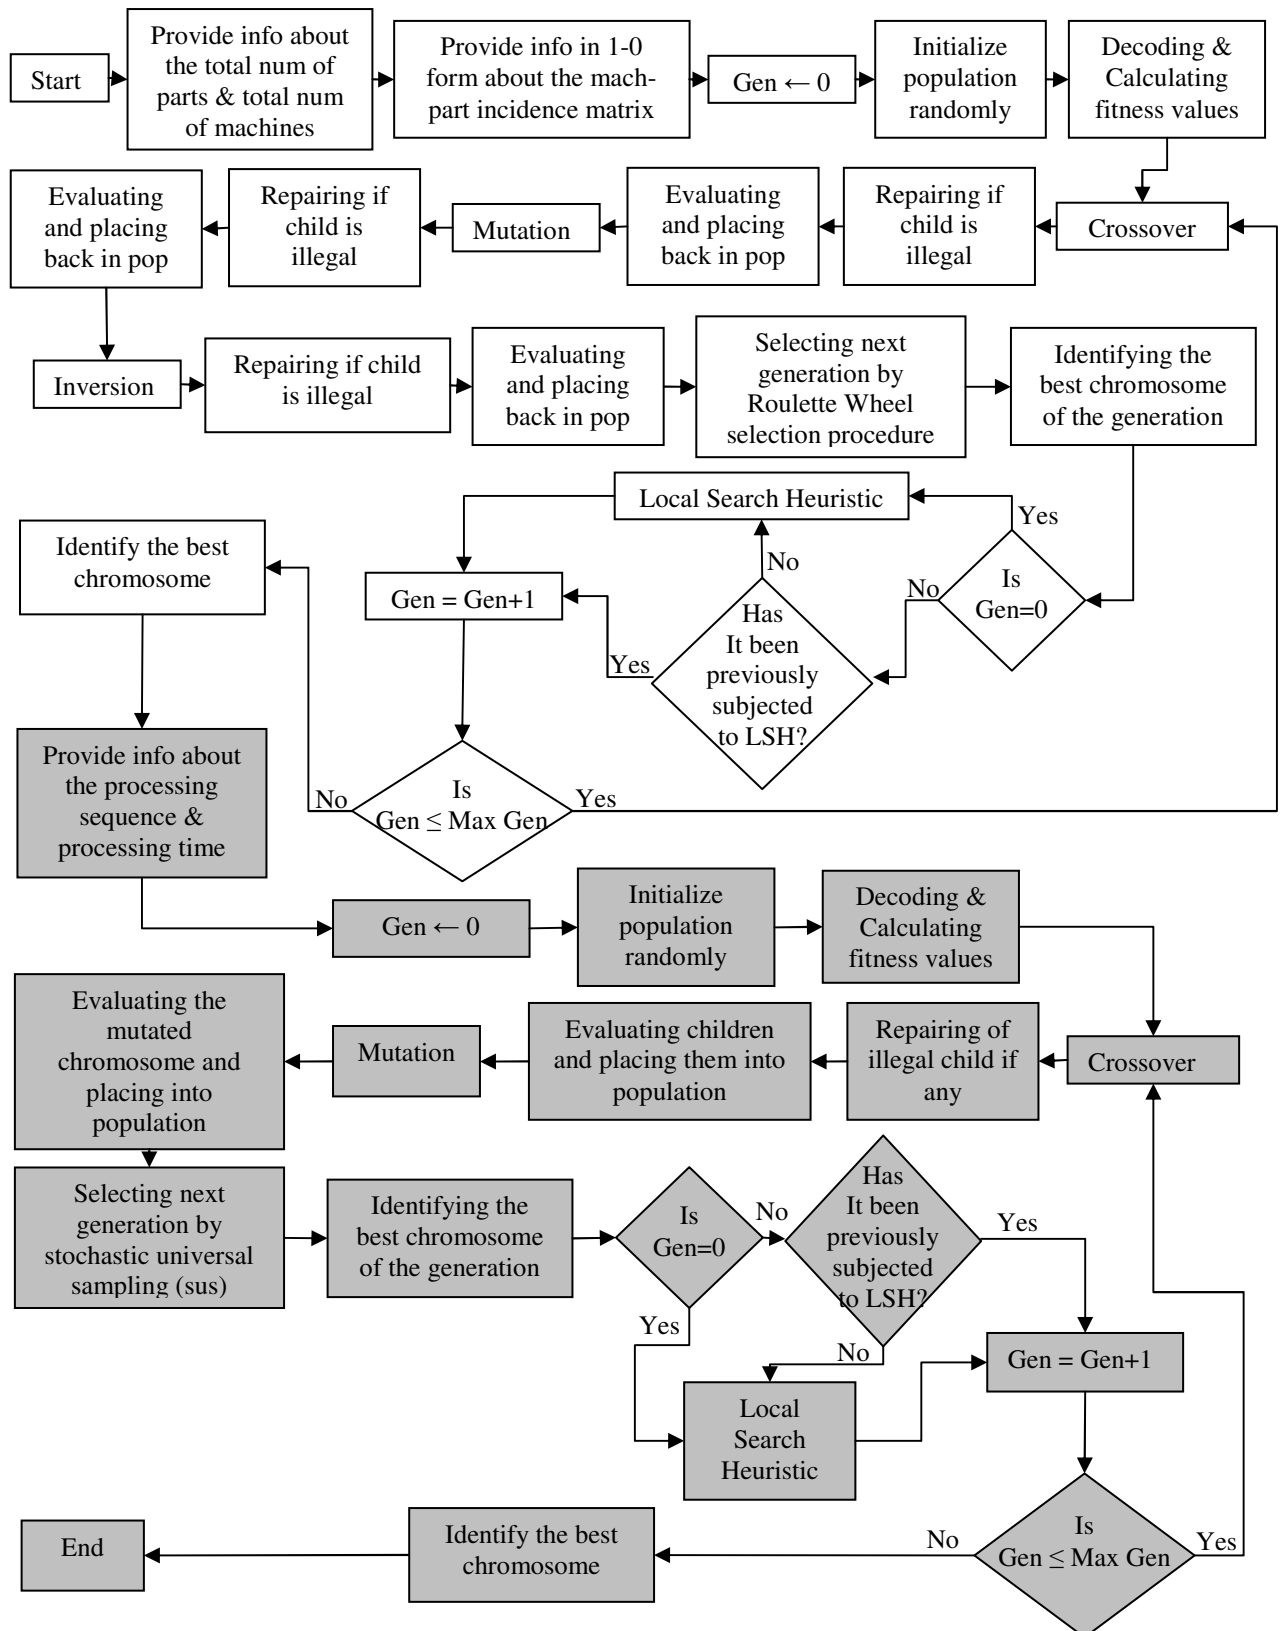 Start
Provide info about
the total num of
parts & total num
of machines
Provide info in 1-0
form about the mach-
part incidence matrix
Gen ← 0
Initialize
population
randomly
Decoding &
Calculating
fitness values
Evaluating
and placing
back in pop
Repairing if
child is
illegal
Mutation
Evaluating
and placing
back in pop
Repairing if
child is
illegal
Crossover
Inversion
Repairing if child
is illegal
Evaluating
and placing
back in pop
Selecting next
generation by
Roulette Wheel
selection procedure
Identifying the
best chromosome
of the generation
Local Search Heuristic
Yes
Identify the best
chromosome
Gen = Gen+1
No
Is
Gen=0
No
Has
It been
previously
subjected
to LSH?
Yes
Provide info about
the processing
sequence &
processing time
No
Is
Gen ≤ Max Gen
Yes
Gen ← 0
Initialize
population
randomly
Decoding &
Calculating
fitness values
Evaluating the
mutated
chromosome and
placing into
population
Mutation
Evaluating children
and placing them into
population
Repairing of
illegal child if
any
Crossover
Selecting next
generation by
stochastic universal
sampling (sus)
Identifying the
best chromosome
of the generation
Is
Gen=0
No
Has
It been
previously
subjected
to LSH?
Yes
Yes
No
Gen = Gen+1
Local
Search
Heuristic
End
Identify the best
chromosome
No
Is
Gen ≤ Max Gen
Yes